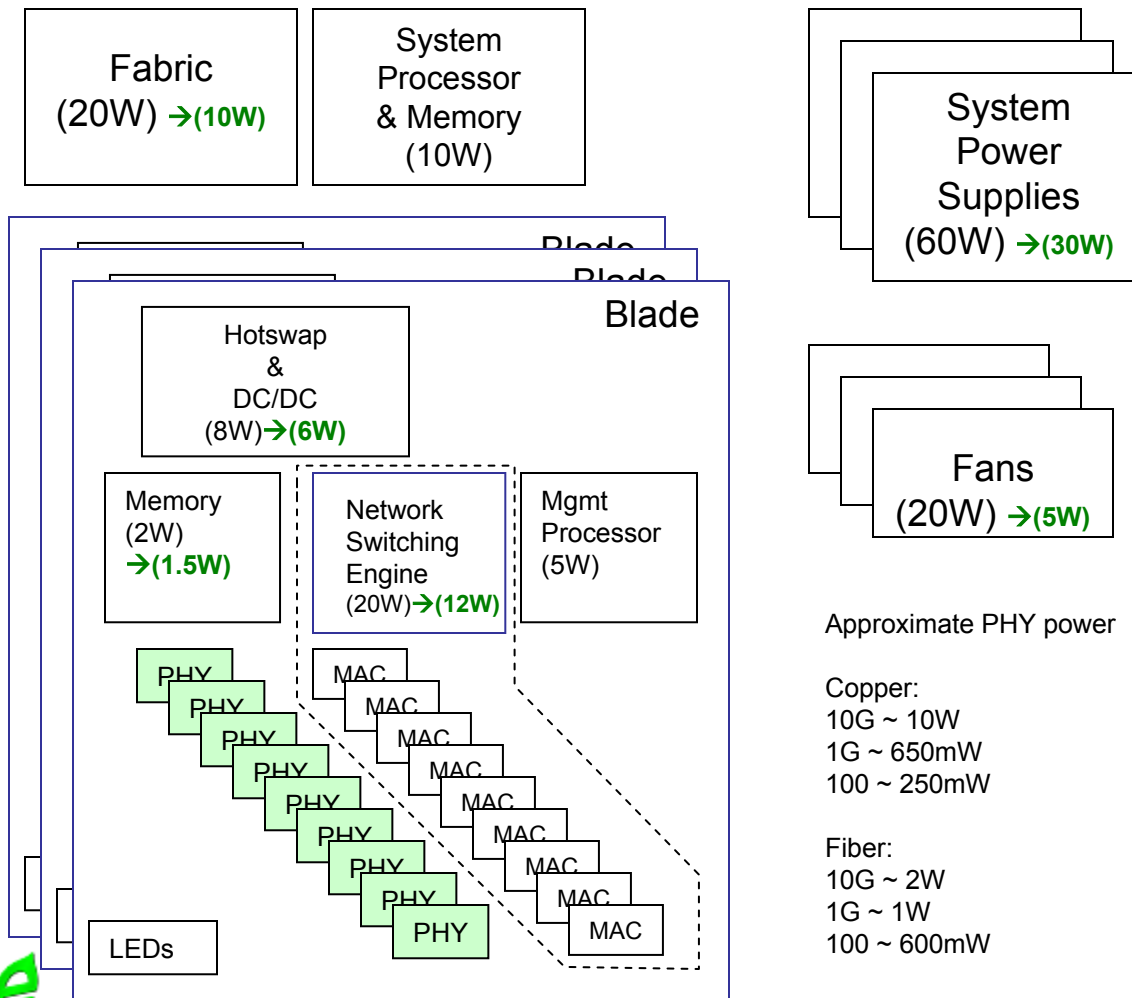 Fabric
(20W) →(10W)
System
Processor
& Memory
(10W)
System
Power
Supplies
(60W) →(30W)
Blade
Blade
Blade
Hotswap
&
DC/DC
(8W)→(6W)
Memory
(2W)
→(1.5W)
Network
Switching
Engine
(20W)→(12W)
Mgmt
Processor
(5W)
Fans
(20W) →(5W)
PHY
PHY
PHY
PHY
PHY
PHY
PHY
PHY
PHY
MAC
MAC
MAC
MAC
MAC
MAC
MAC
MAC
MAC
LEDs
Approximate PHY power
Copper:
10G ~ 10W
1G ~ 650mW
100 ~ 250mW
Fiber:
10G ~ 2W
1G ~ 1W
100 ~ 600mW